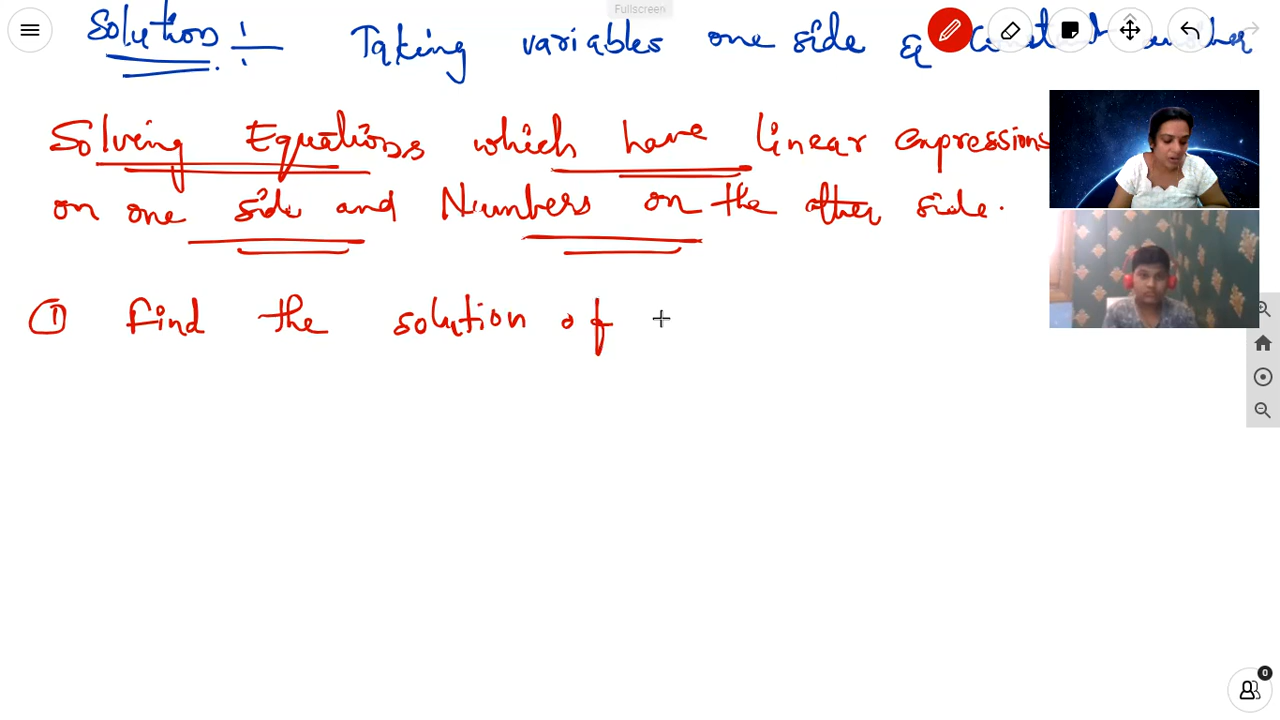 Fullscreen
Solution :- Taking variables one side &
Solving Equations which have linear expressions
on one side and Numbers on the other side.
① Find the solution of
0